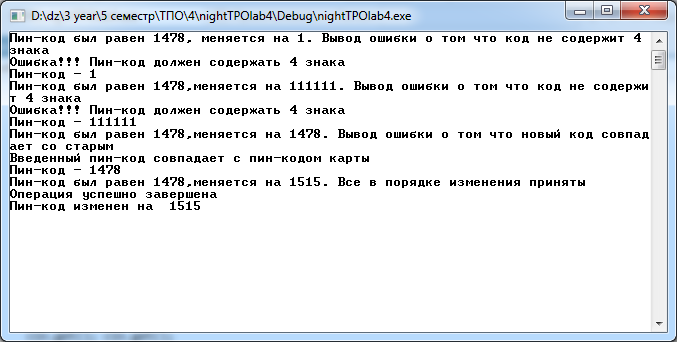 D:\dz\3 year\5 семестр\ТПО\4\nightTPOlab4\Debug\nightTPOlab4.exe
Пин-код был равен 1478, меняется на 1. Вывод ошибки о том что код не содержит 4
знака
Ошибка!!! Пин-код должен содержать 4 знака
Пин-код - 1
Пин-код был равен 1478,меняется на 111111. Вывод ошибки о том что код не содержи
т 4 знака
Ошибка!!! Пин-код должен содержать 4 знака
Пин-код - 111111
Пин-код был равен 1478,меняется на 1478. Вывод ошибки о том что новый код совпад
ает со старым
Введенный пин-код совпадает с пин-кодом карты
Пин-код - 1478
Пин-код был равен 1478,меняется на 1515. Все в порядке изменения приняты
Операция успешно завершена
Пин-код изменен на  1515